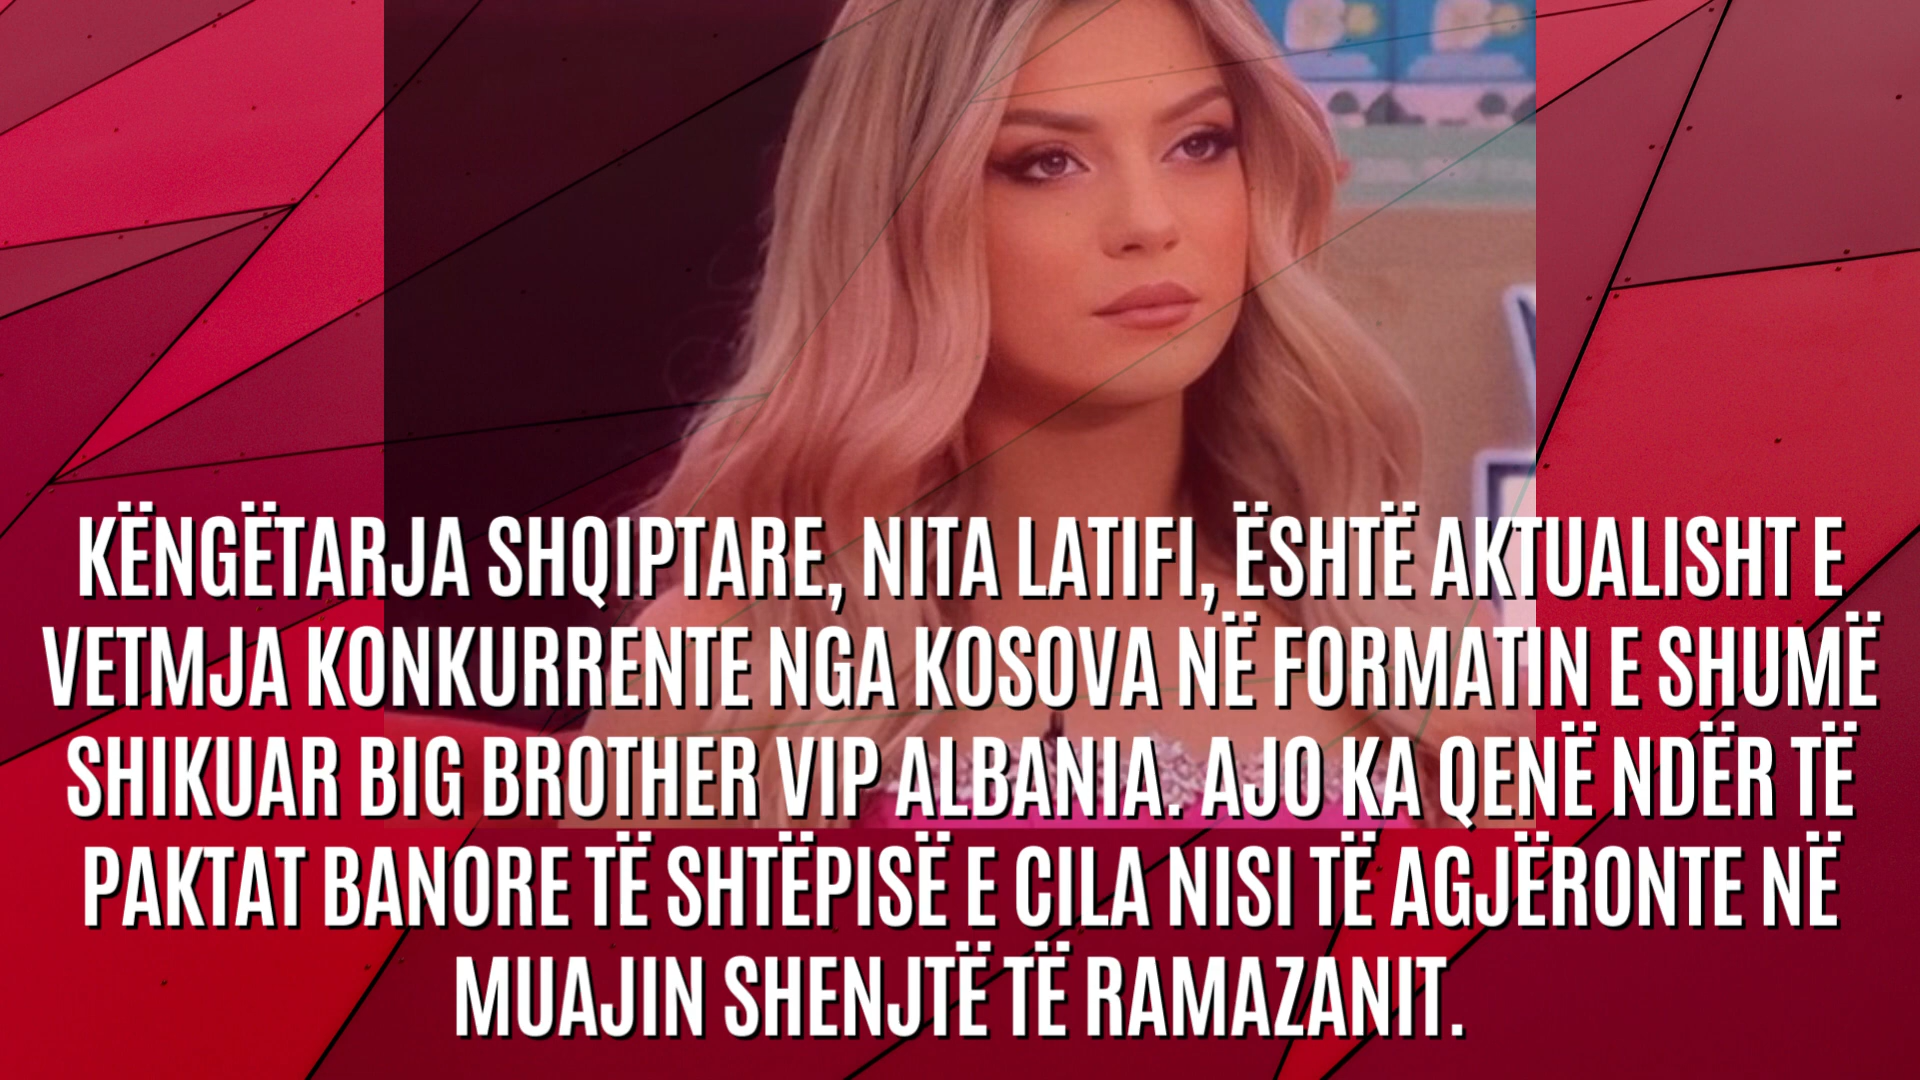 KËNGËTARJA SHQIPTARE, NITA LATIFI, ËSHTË AKTUALISHT E
VETMJA KONKURRENTE NGA KOSOVA NË FORMATIN E SHUMË
SHIKUAR BIG BROTHER VIP ALBANIA. AJO KA QENË NDËR TË
PAKTAT BANORE TË SHTËPISË E CILA NISI TË AGJËRONTE NË
MUAJIN SHENJTË TË RAMAZANIT.